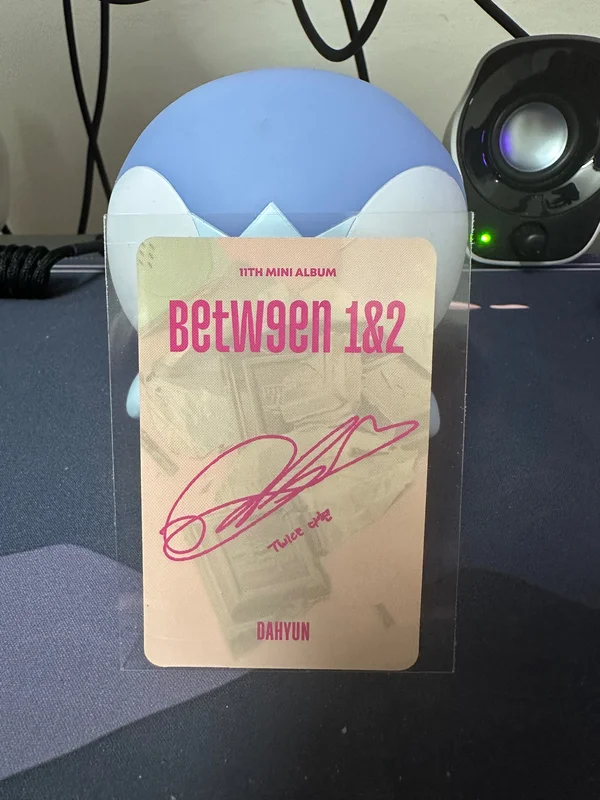 11TH MINI ALBUM
BetW9en 1&2
TWICE 다현
DAHYUN